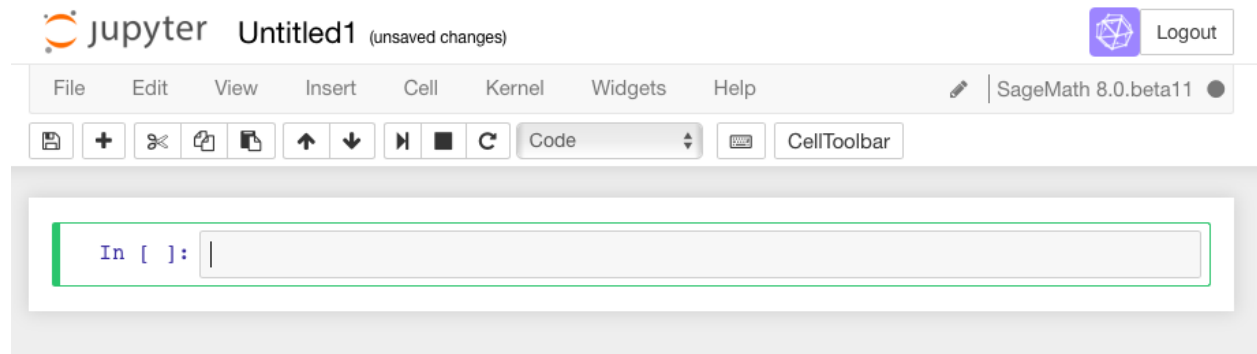 jupyter Untitled1 (unsaved changes) Logout
File Edit View Insert Cell Kernel Widgets Help SageMath 8.0.beta11
Code CellToolbar
In [ ]: